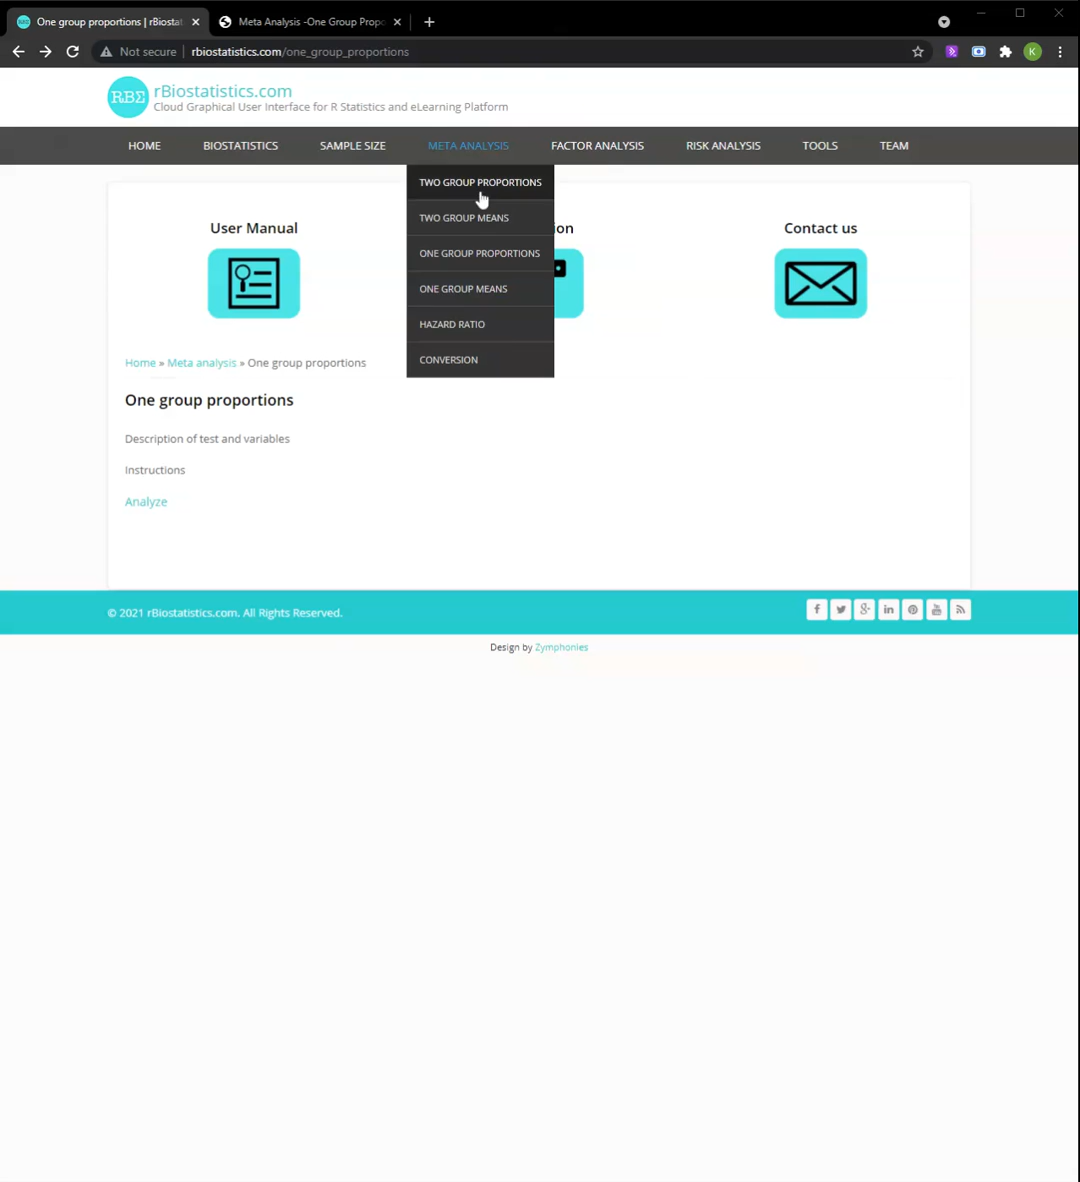 One group proportions | rBiostat
Meta Analysis -One Group Propo
Not secure
rbiostatistics.com/one_group_proportions
K
RBΣ
rBiostatistics.com
Cloud Graphical User Interface for R Statistics and eLearning Platform
HOME
BIOSTATISTICS
SAMPLE SIZE
META ANALYSIS
FACTOR ANALYSIS
RISK ANALYSIS
TOOLS
TEAM
TWO GROUP PROPORTIONS
TWO GROUP MEANS
ONE GROUP PROPORTIONS
ONE GROUP MEANS
HAZARD RATIO
CONVERSION
User Manual
Contact us
Home » Meta analysis » One group proportions
One group proportions
Description of test and variables
Instructions
Analyze
© 2021 rBiostatistics.com. All Rights Reserved.
Design by Zymphonies